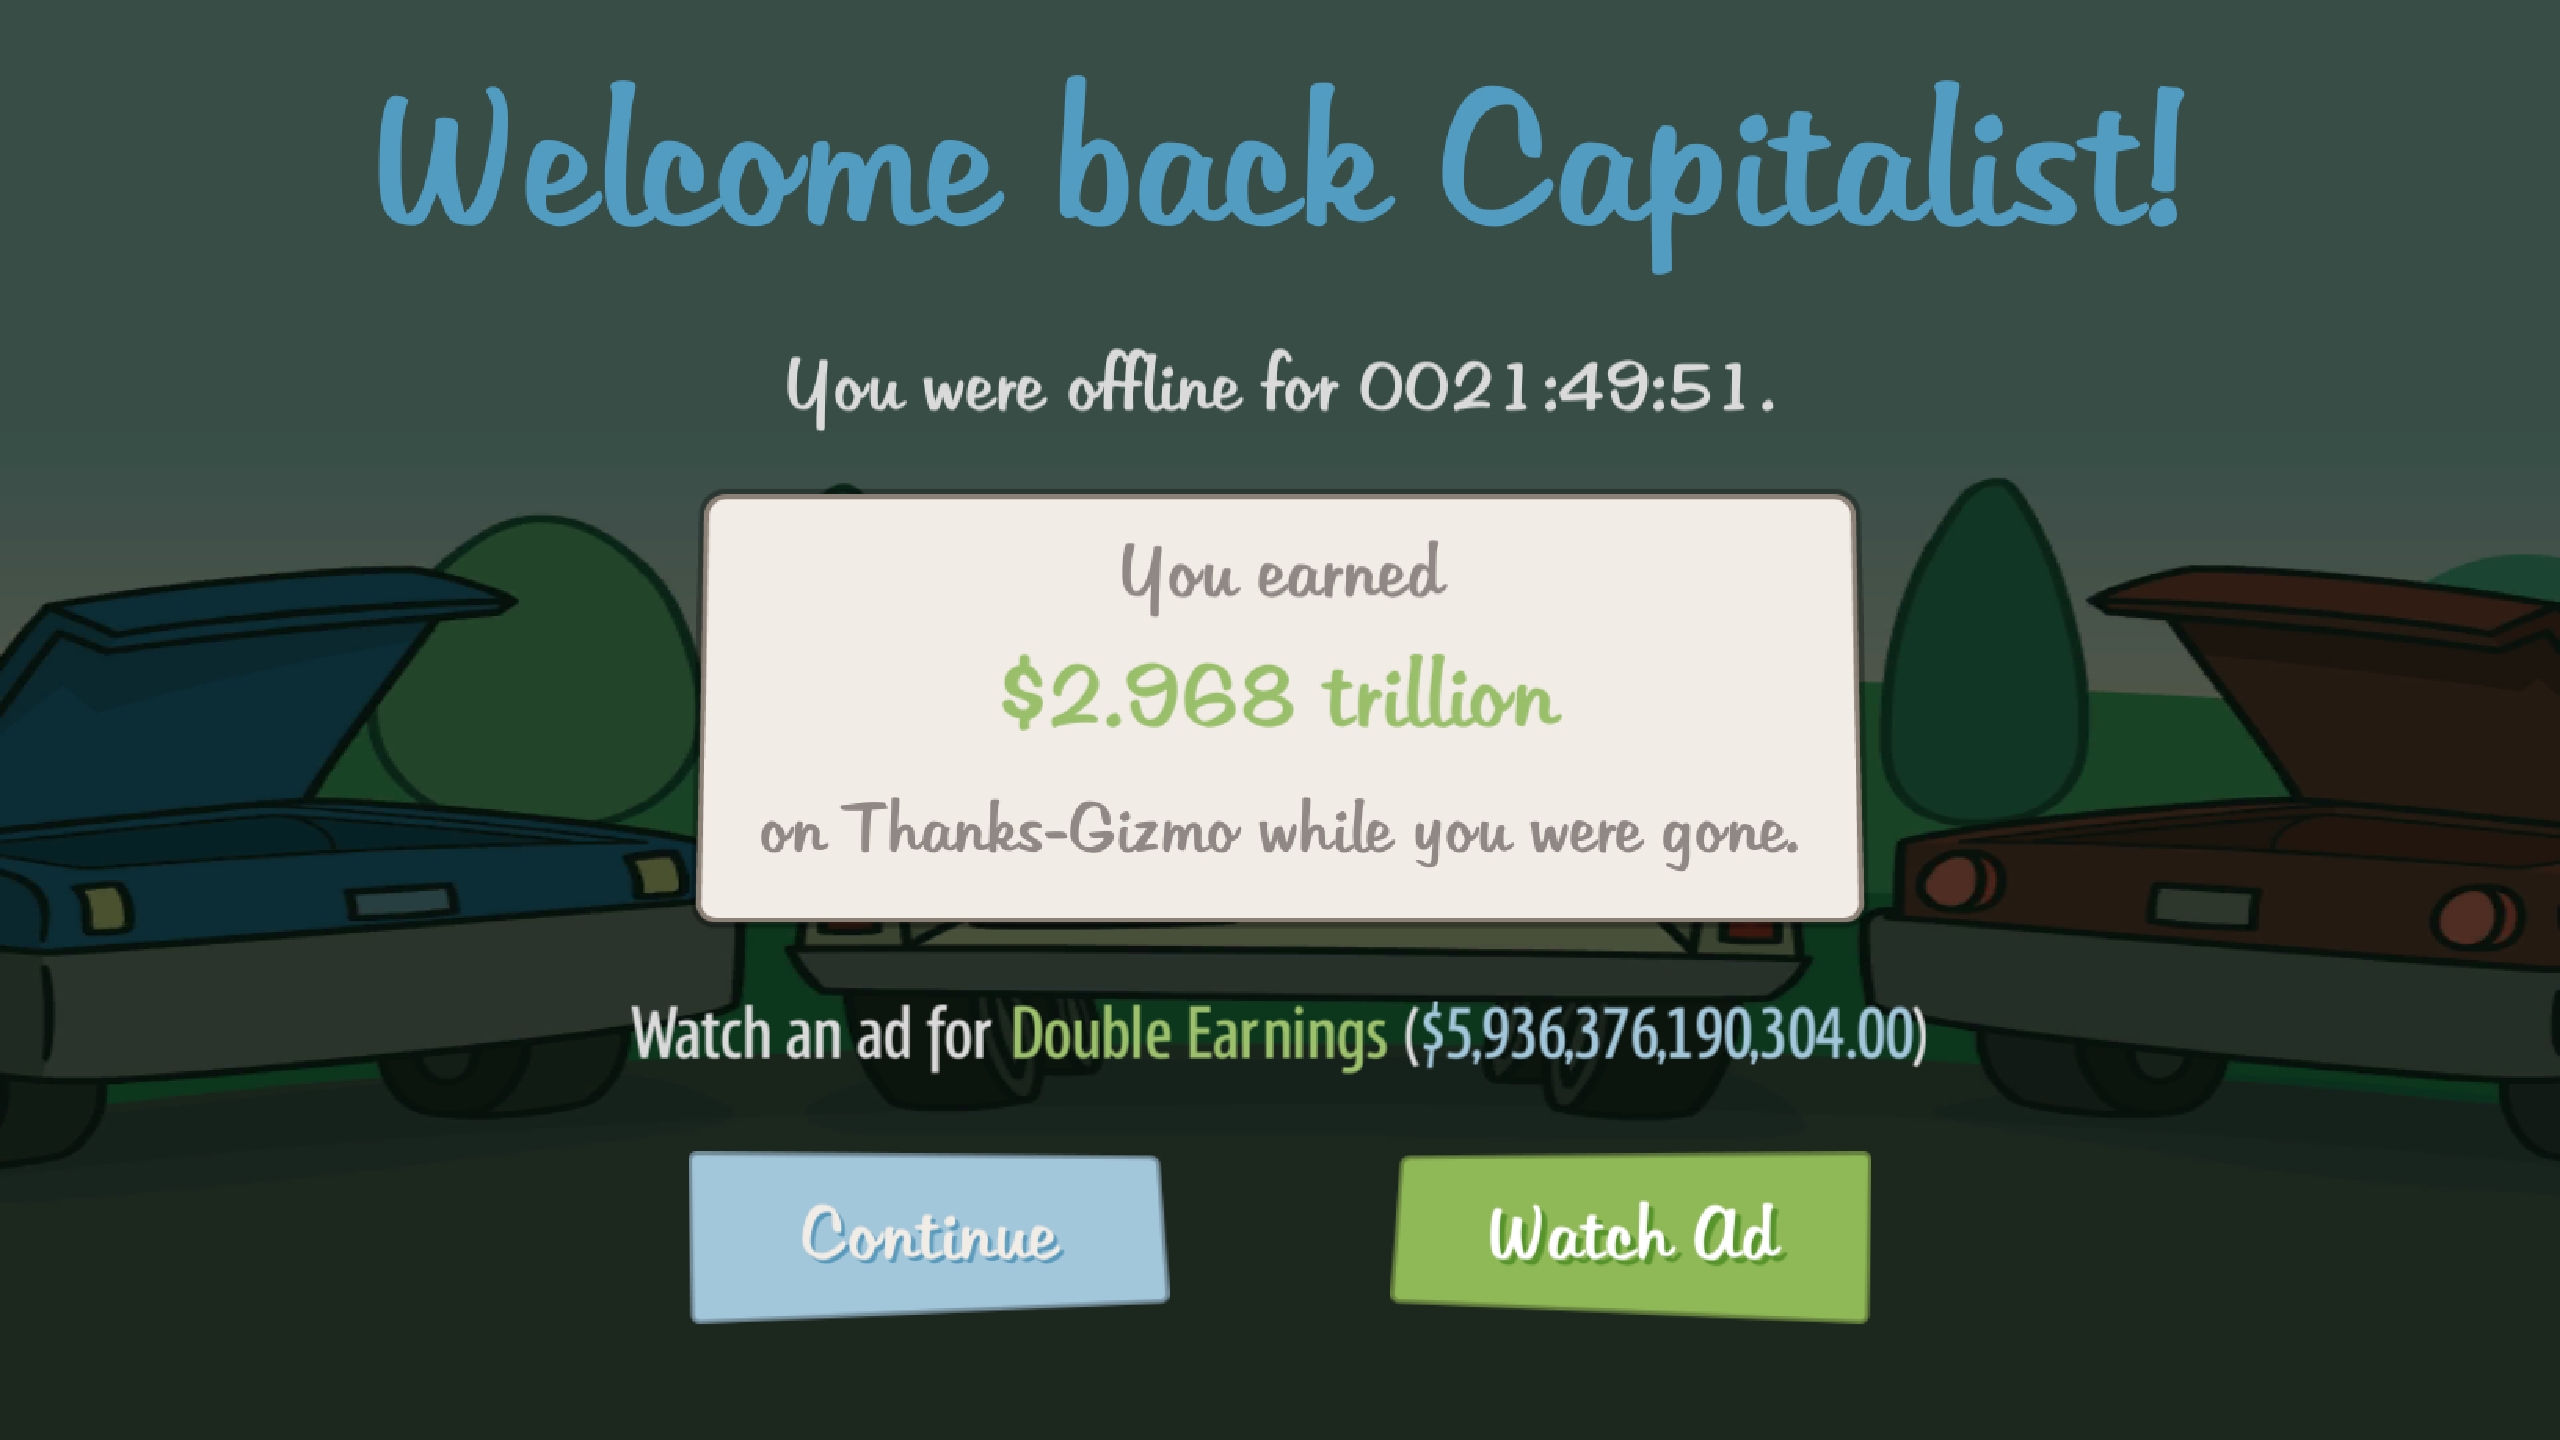 Welcome back Capitalist!
You were offline for 0021:49:51.
You earned
$2.968 trillion
on Thanks-Gizmo while you were gone.
Watch an ad for Double Earnings ($5,936,376,190,304.00)
Continue
Watch Ad